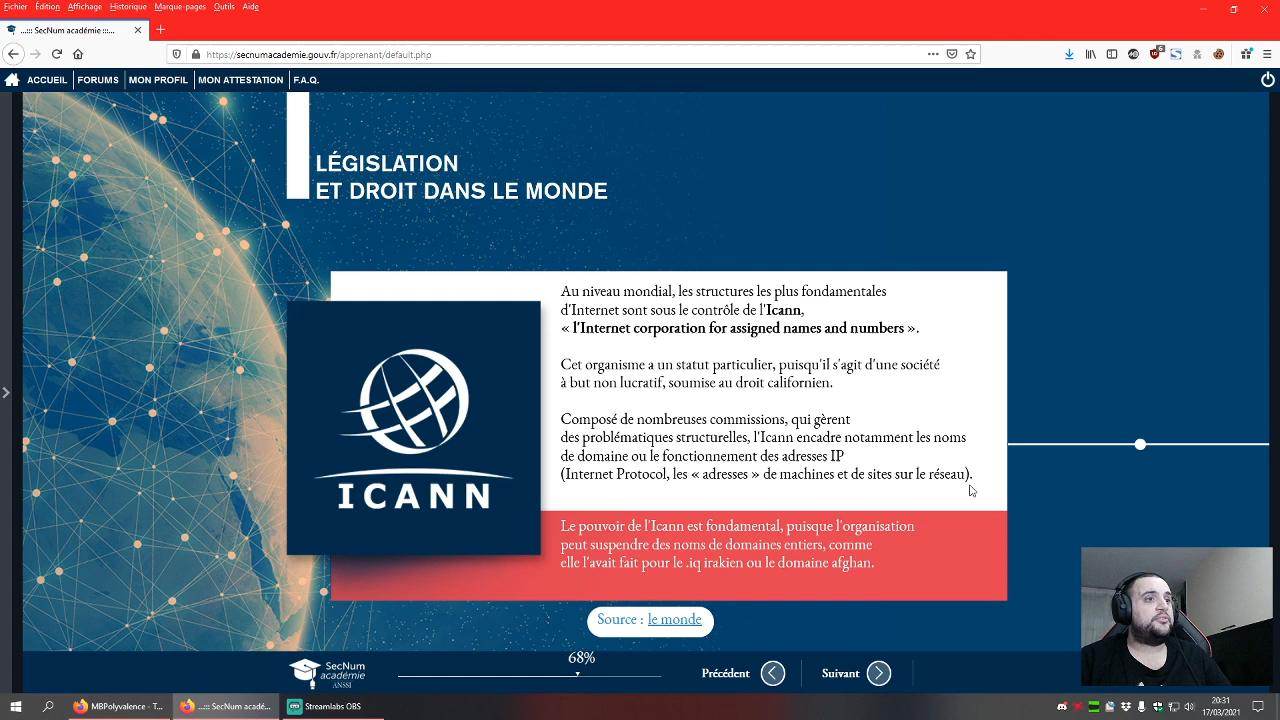 Fichier Édition Affichage Historique Marque-pages Outils Aide
...:: SecNum académie ::...
https://secnumacademie.gouv.fr/apprenant/default.php
ACCUEIL FORUMS MON PROFIL MON ATTESTATION F.A.Q.
LÉGISLATION
ET DROIT DANS LE MONDE
Au niveau mondial, les structures les plus fondamentales
d'Internet sont sous le contrôle de l'Icann,
« l'Internet corporation for assigned names and numbers ».
Cet organisme a un statut particulier, puisqu'il s'agit d'une société
à but non lucratif, soumise au droit californien.
Composé de nombreuses commissions, qui gèrent
des problématiques structurelles, l'Icann encadre notamment les noms
de domaine ou le fonctionnement des adresses IP
(Internet Protocol, les « adresses » de machines et de sites sur le réseau).
ICANN
Le pouvoir de l'Icann est fondamental, puisque l'organisation
peut suspendre des noms de domaines entiers, comme
elle l'avait fait pour le .iq irakien ou le domaine afghan.
Source : le monde
SecNum
académie
ANSSI
68%
Précédent
Suivant
MBPolyvalence - T...
...:: SecNum acadé...
Streamlabs OBS
20:31
17/03/2021